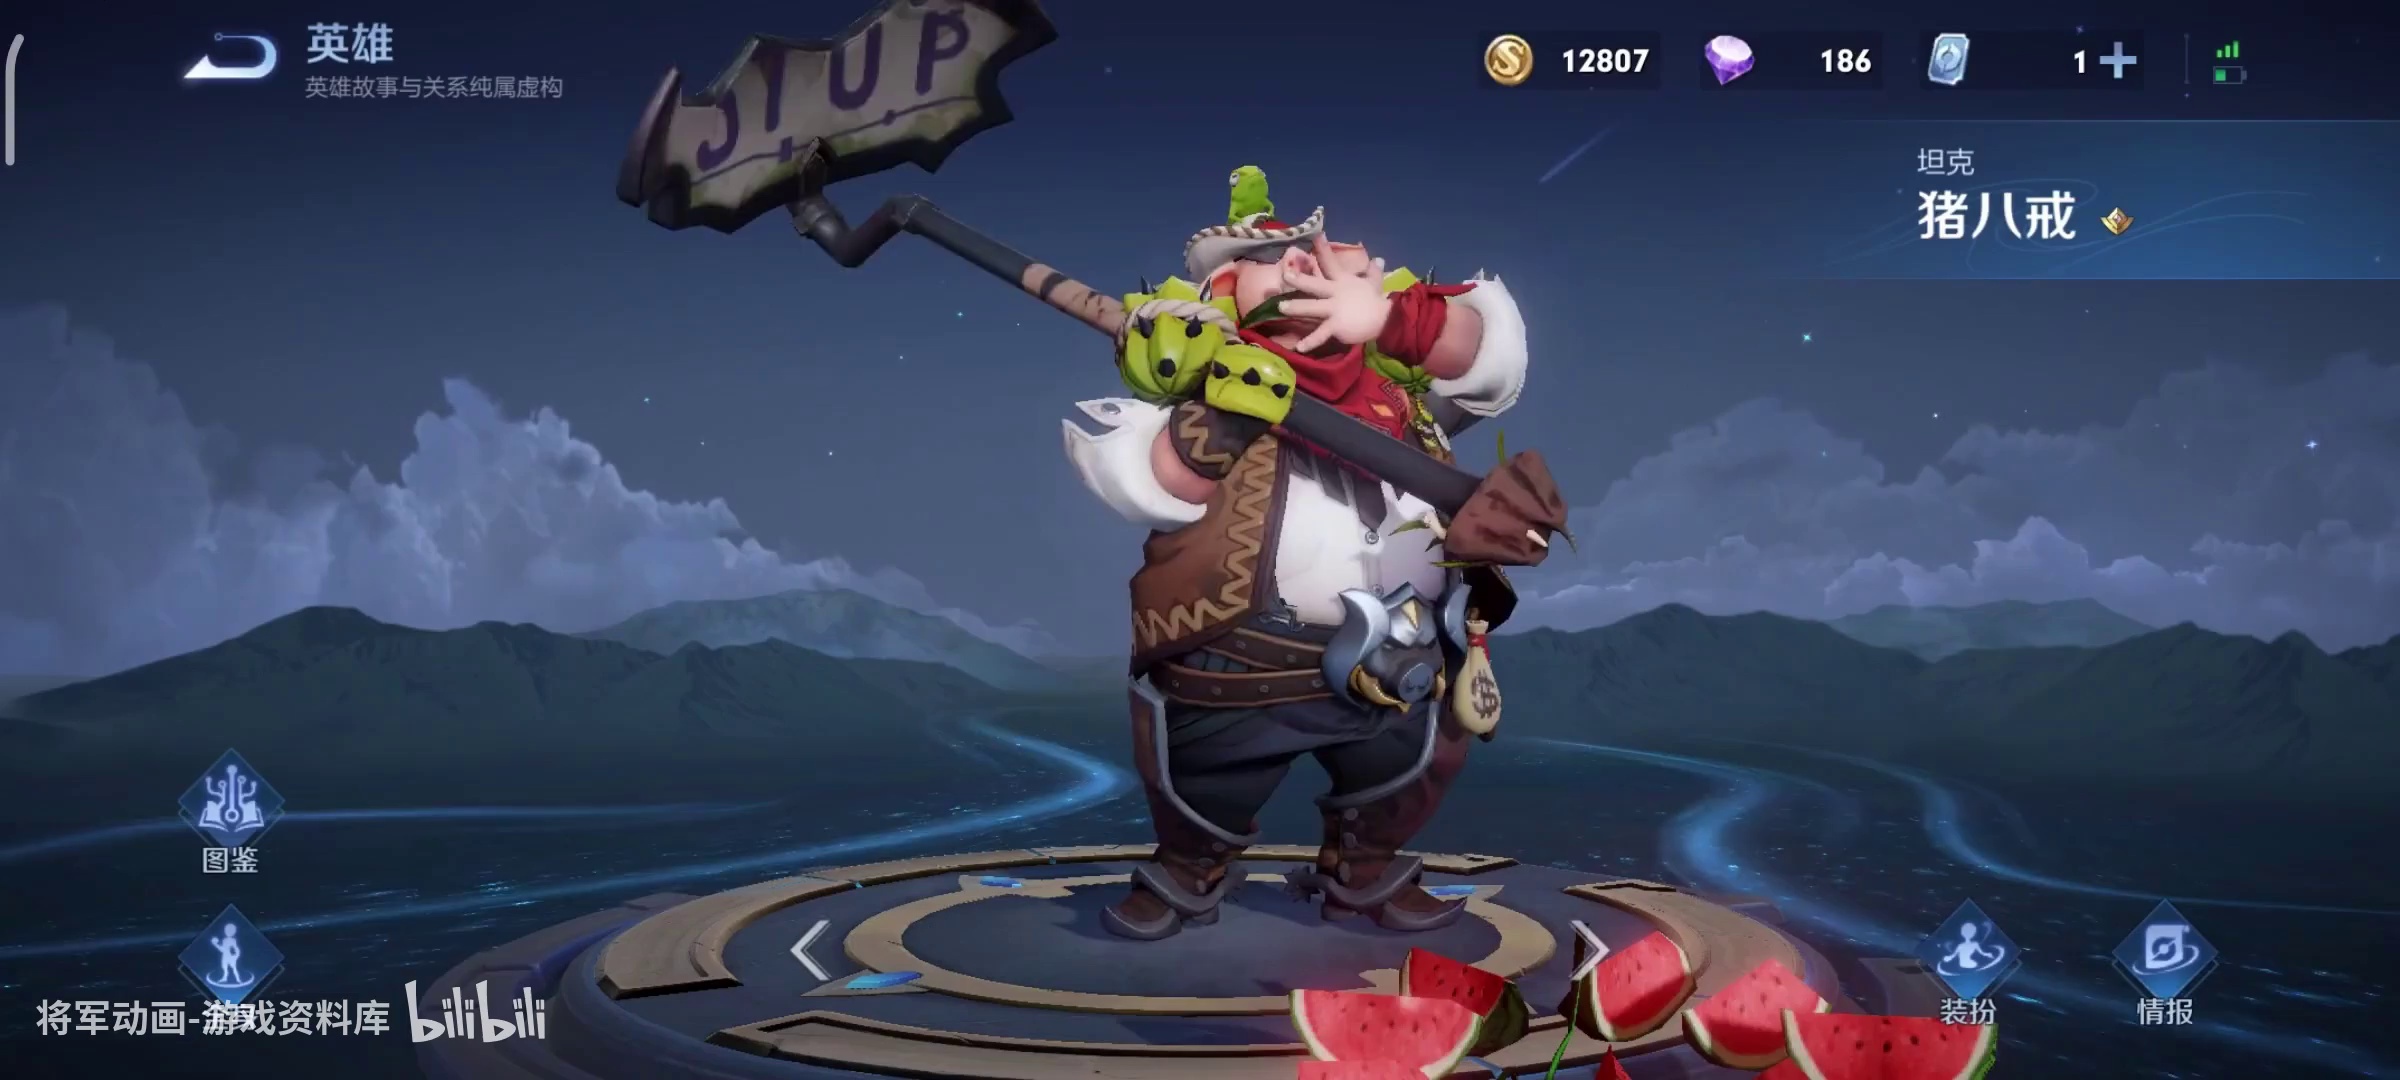 英雄
英雄故事与关系纯属虚构
12807
186
1
STUP
坦克
猪八戒
$
图鉴
装扮
情报
将军动画-游戏资料库 bilibili